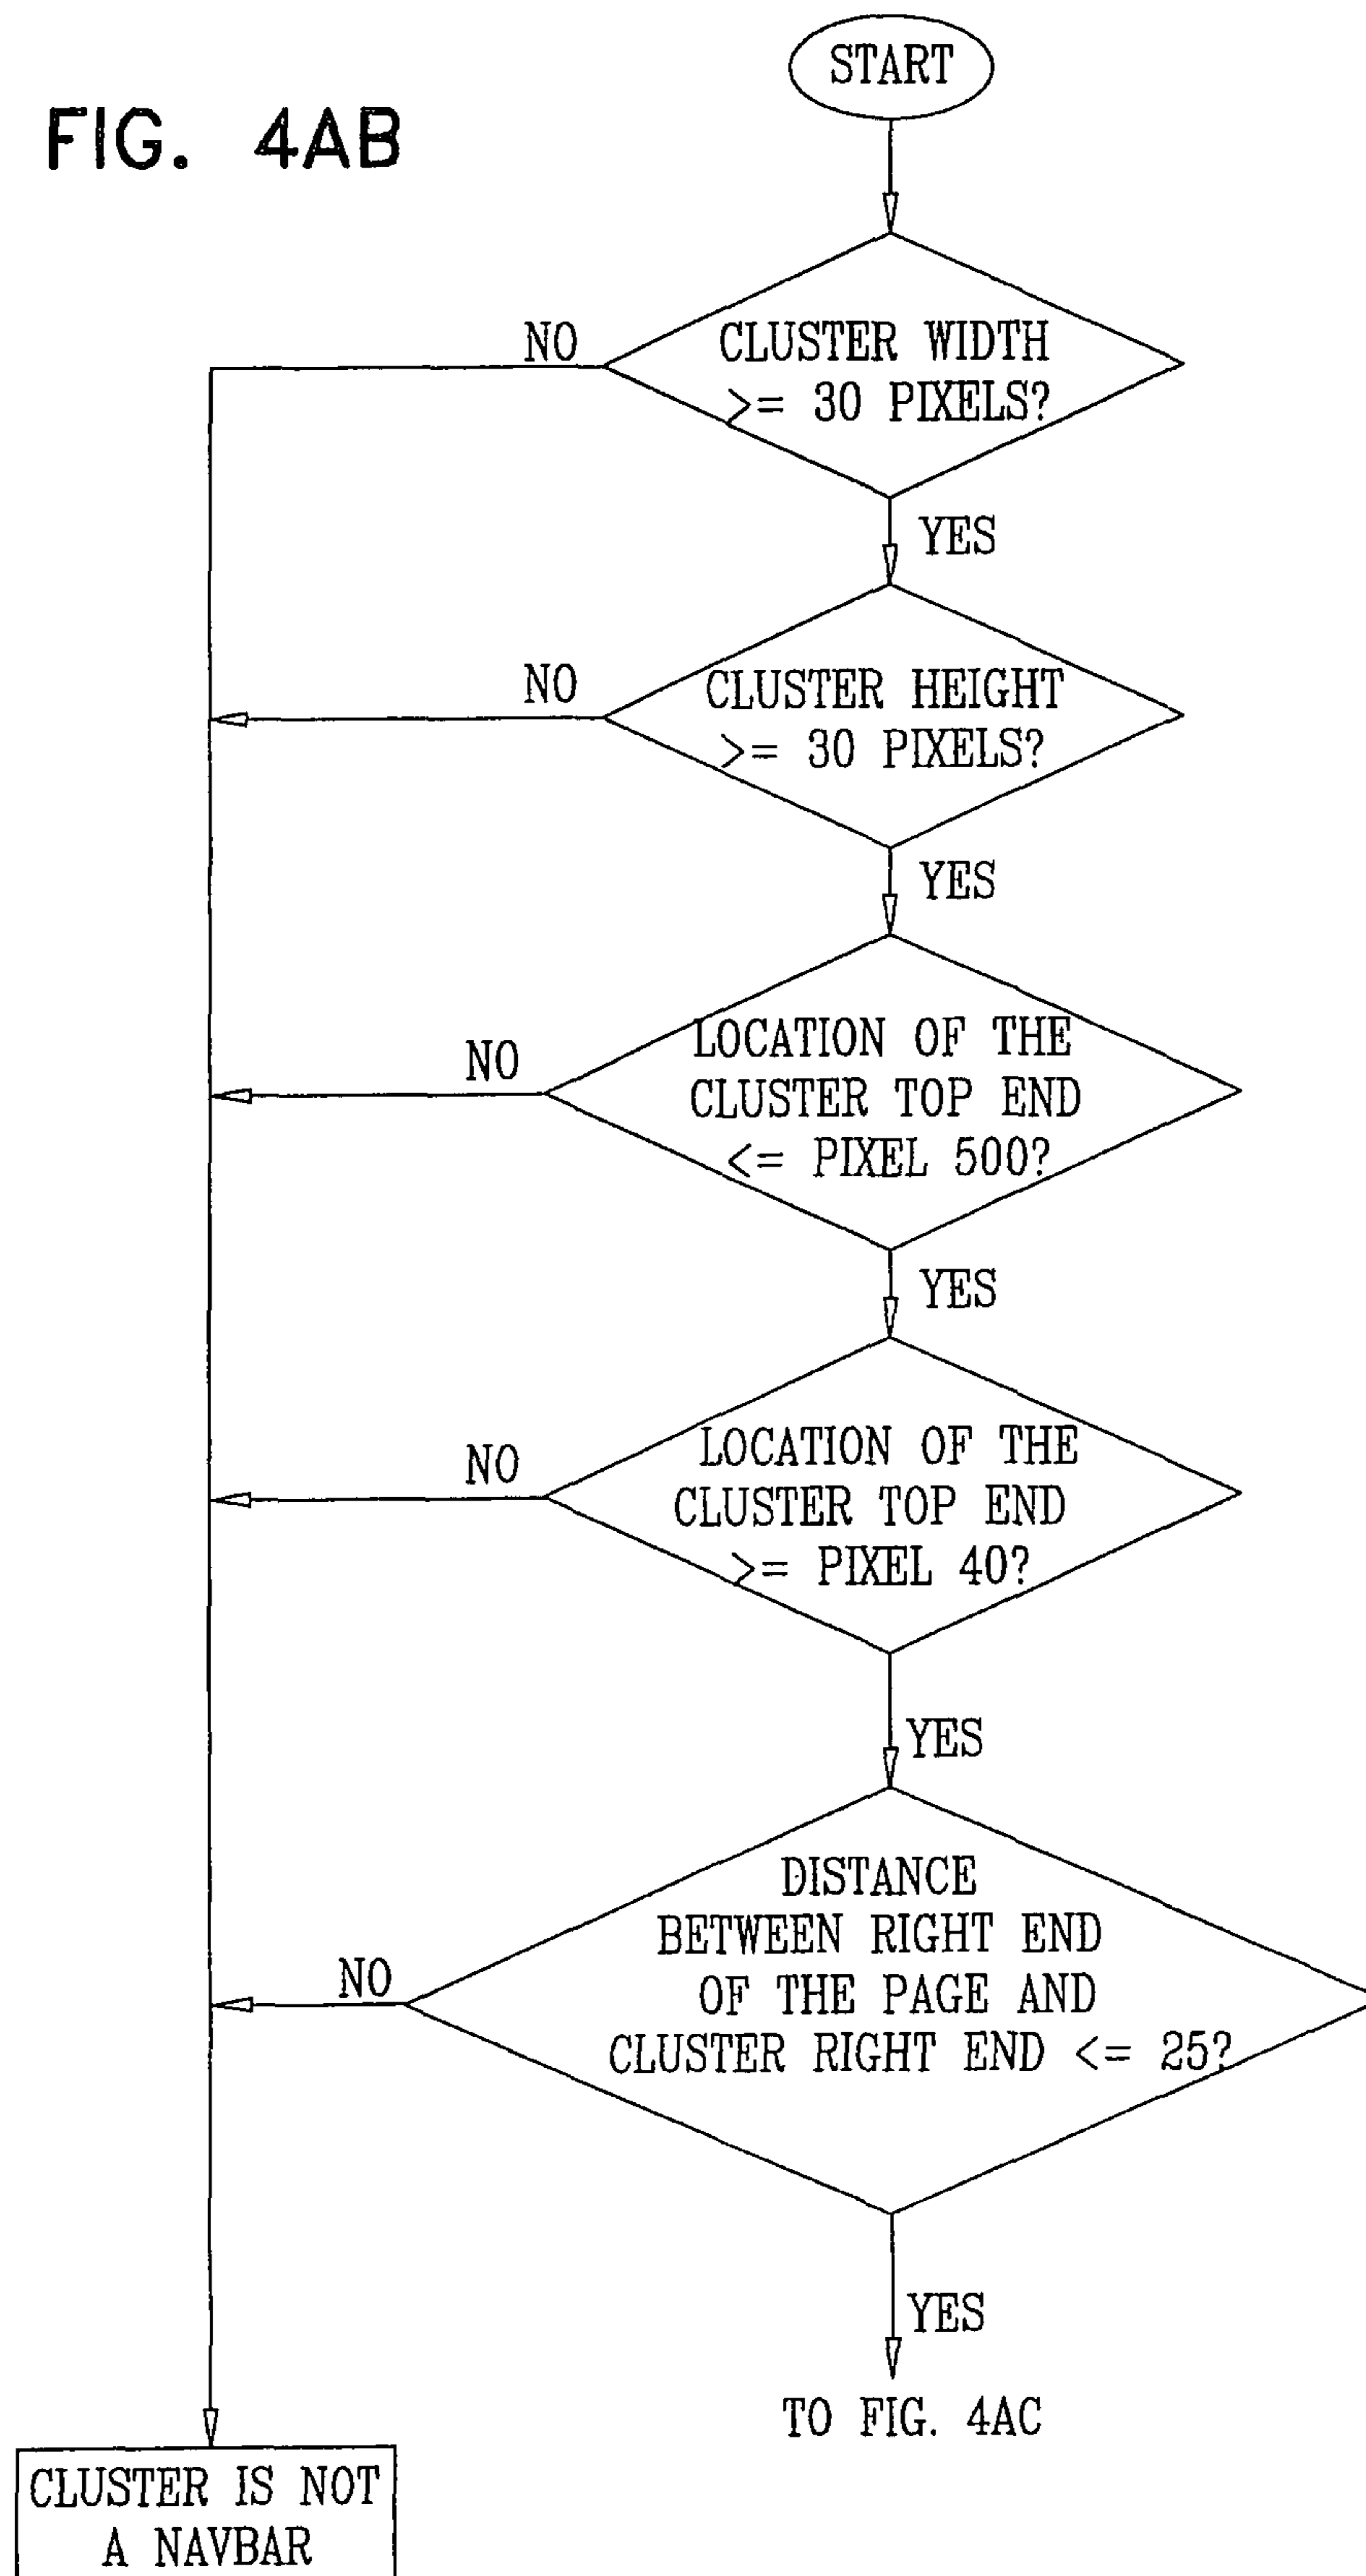 FIG. 4AB
START
CLUSTER WIDTH
>= 30 PIXELS?
NO
YES
CLUSTER HEIGHT
>= 30 PIXELS?
NO
YES
LOCATION OF THE
CLUSTER TOP END
<= PIXEL 500?
NO
YES
LOCATION OF THE
CLUSTER TOP END
>= PIXEL 40?
NO
YES
DISTANCE
BETWEEN RIGHT END
OF THE PAGE AND
CLUSTER RIGHT END <= 25?
NO
YES
TO FIG. 4AC
CLUSTER IS NOT
A NAVBAR